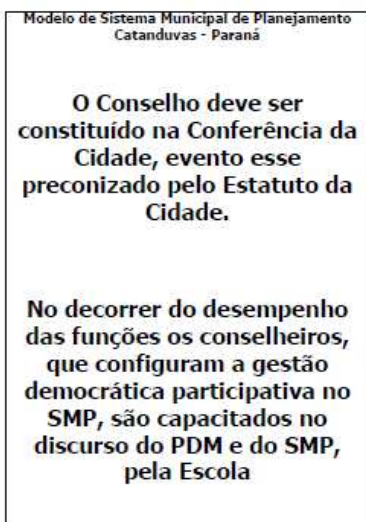 Modelo de Sistema Municipal de Planejamento
Catanduvas - Paraná
O Conselho deve ser
constituído na Conferência da
Cidade, evento esse
preconizado pelo Estatuto da
Cidade.
No decorrer do desempenho
das funções os conselheiros,
que configuram a gestão
democrática participativa no
SMP, são capacitados no
discurso do PDM e do SMP,
pela Escola